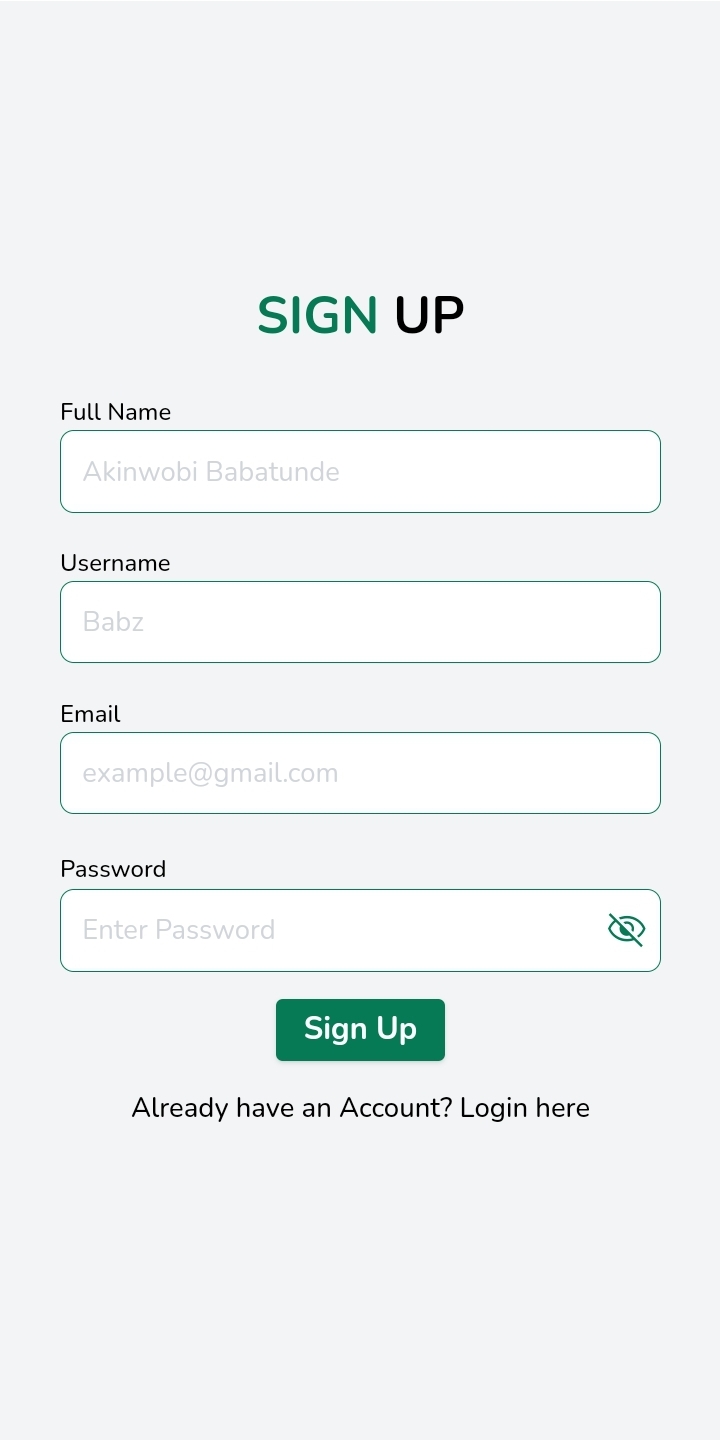 SIGN UP
Full Name
Akinwobi Babatunde
Username
Babz
Email
example@gmail.com
Password
Enter Password
Sign Up
Already have an Account? Login here